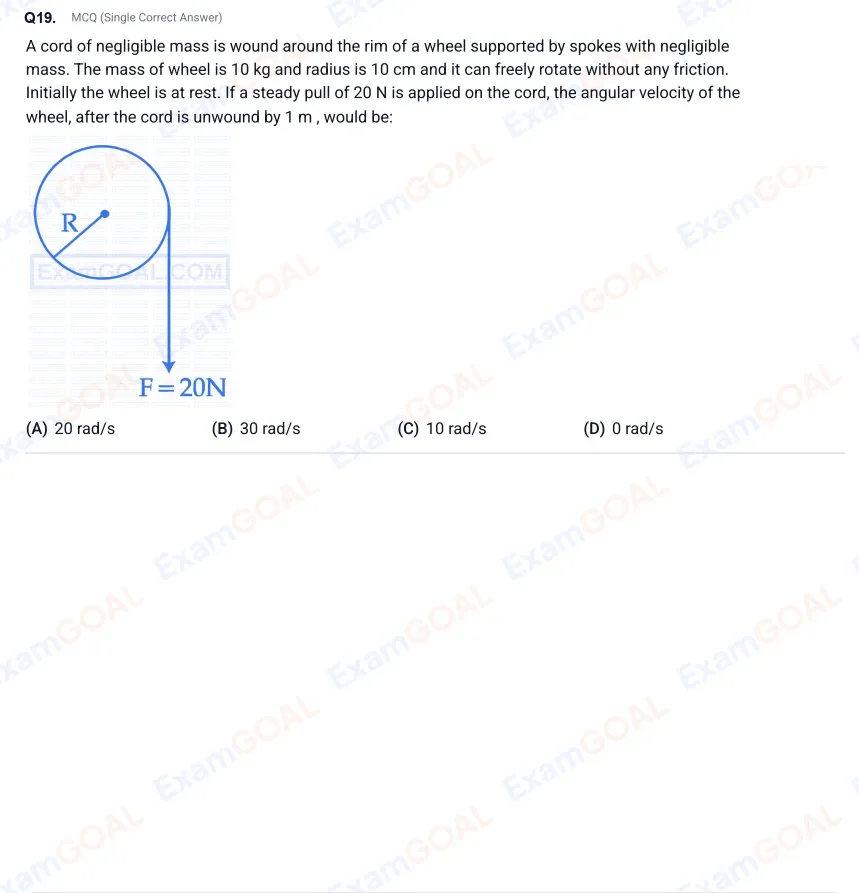 Q19. MCQ (Single Correct Answer)
A cord of negligible mass is wound around the rim of a wheel supported by spokes with negligible
mass. The mass of wheel is 10 kg and radius is 10 cm and it can freely rotate without any friction.
Initially the wheel is at rest. If a steady pull of 20 N is applied on the cord, the angular velocity of the
wheel, after the cord is unwound by 1 m , would be:
R
ExamGOAL.COM
F = 20N
(A) 20 rad/s (B) 30 rad/s (C) 10 rad/s (D) 0 rad/s
ExamGOAL